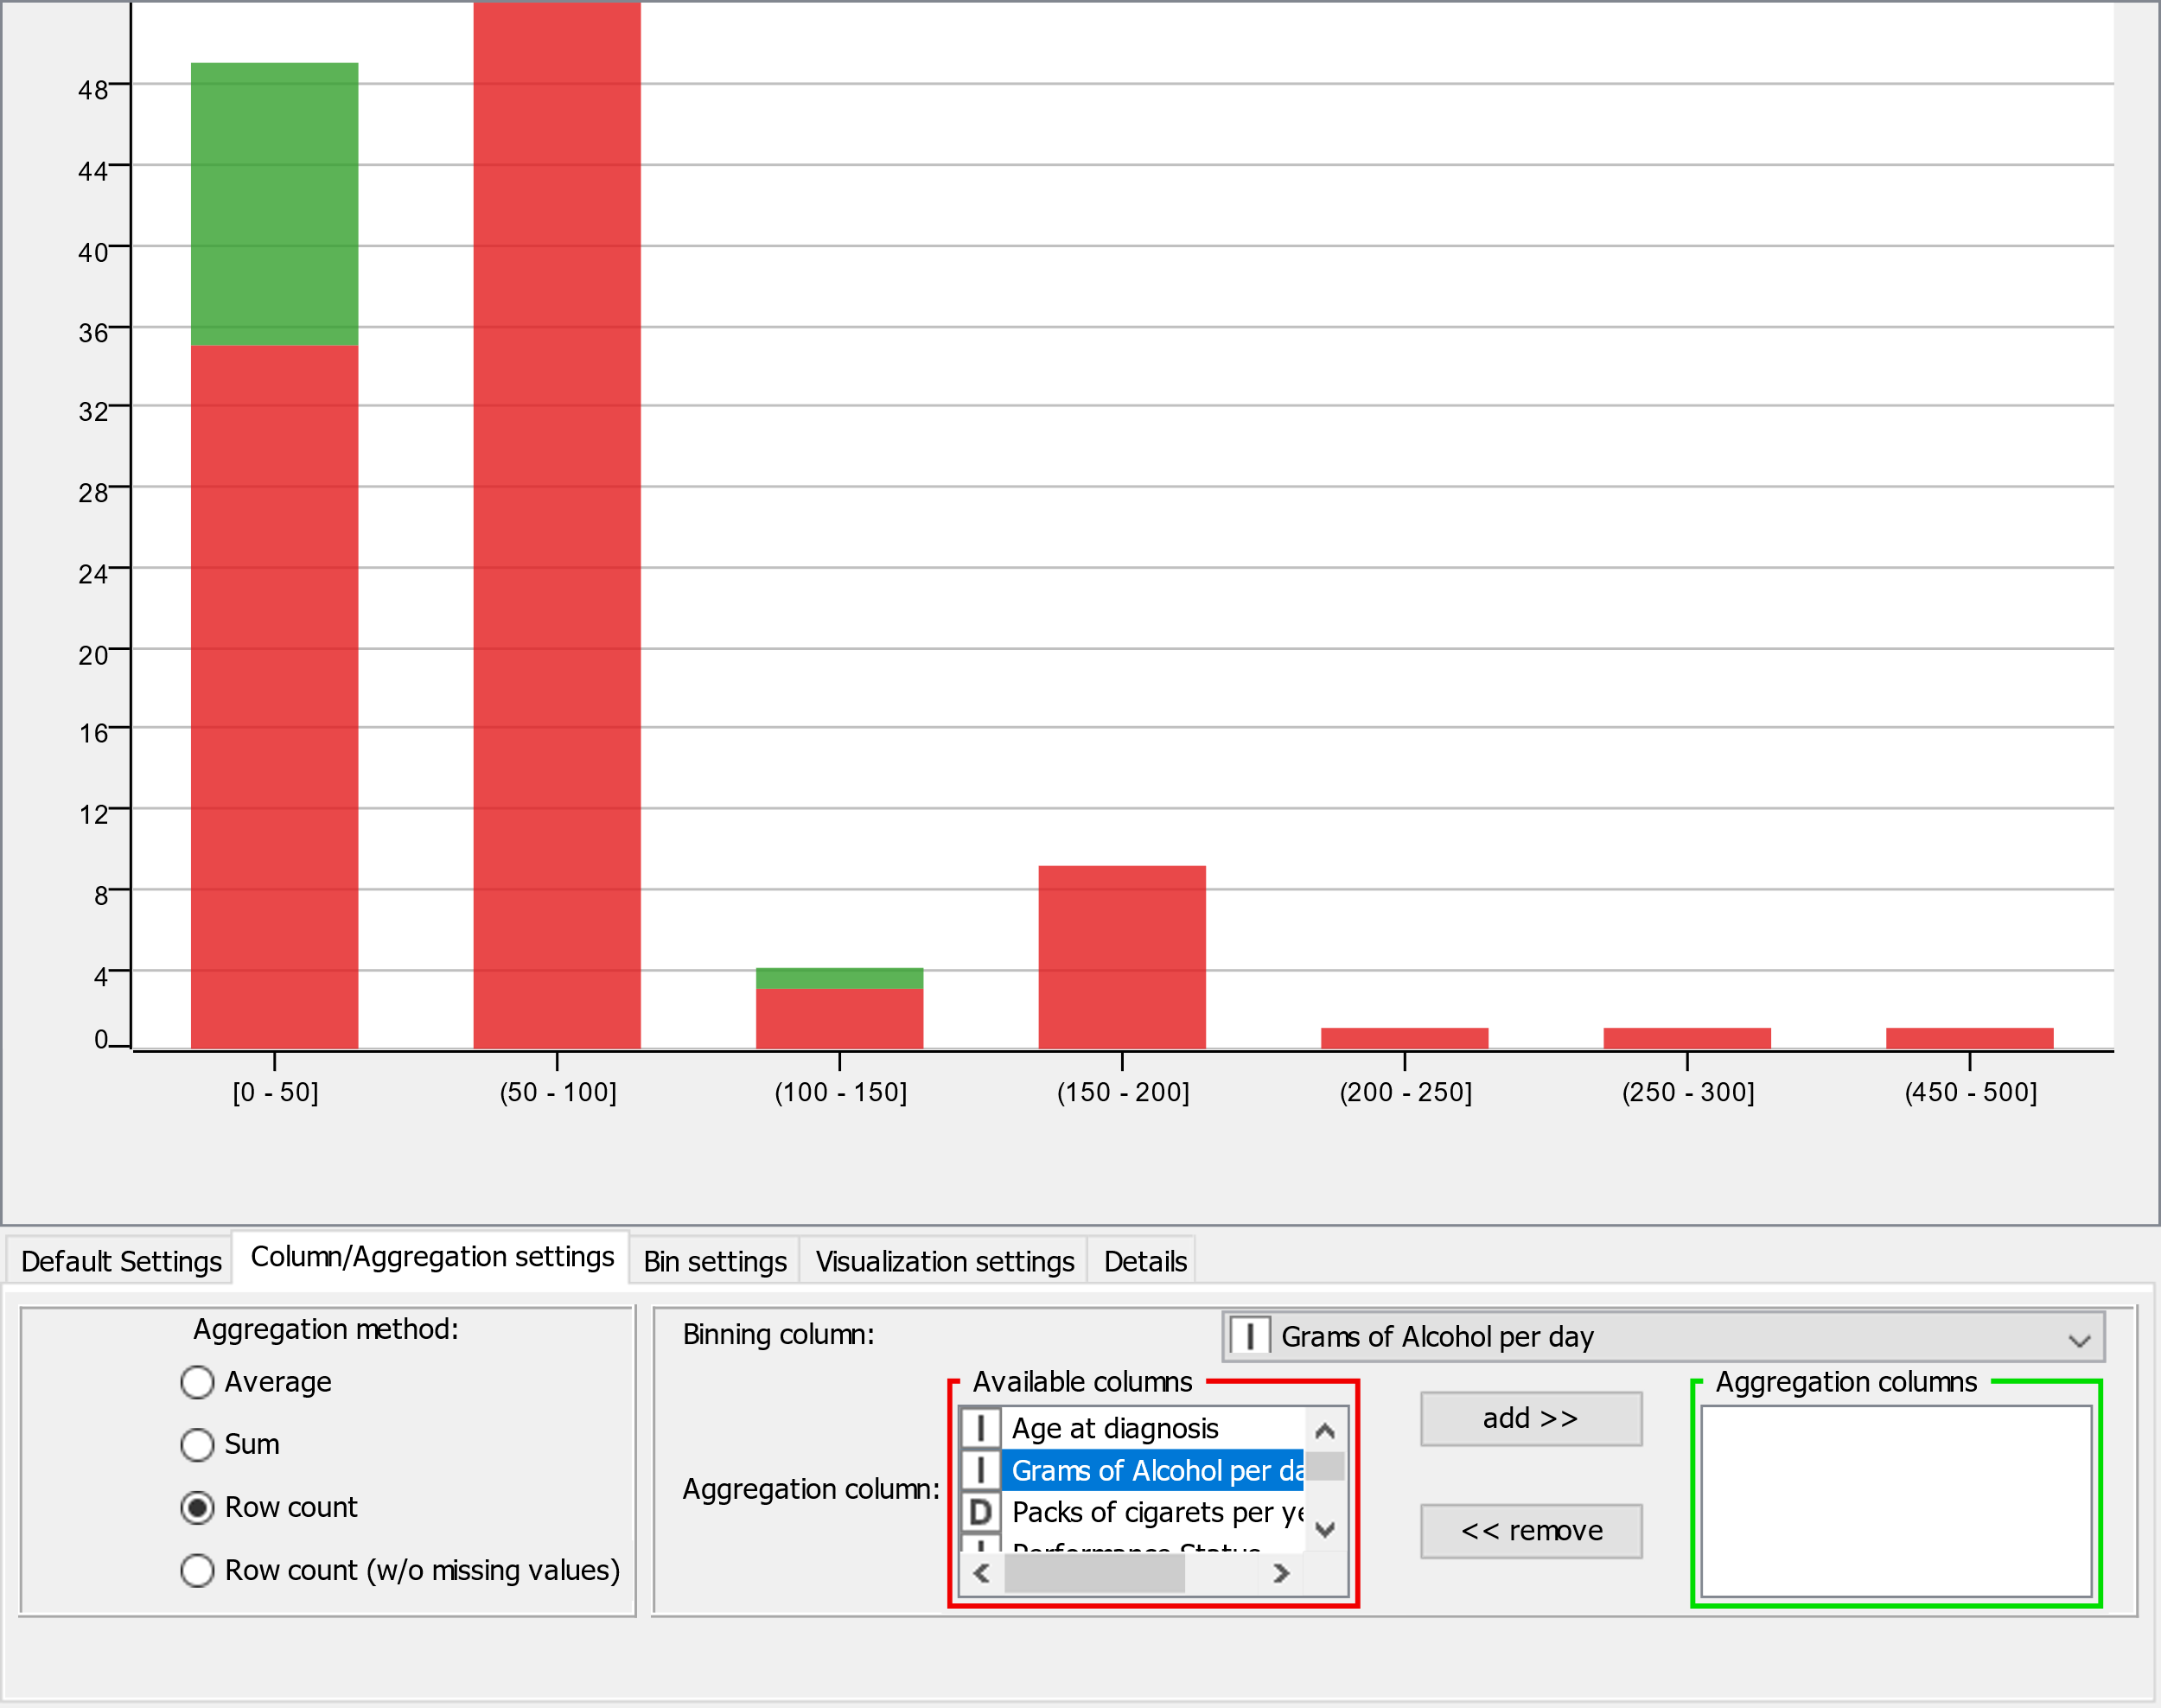 48
44
40
36
32
28
24
20
16
12
8
4
0
[0 - 50] (50 - 100] (100 - 150] (150 - 200] (200 - 250] (250 - 300] (450 - 500]
Default Settings Column/Aggregation settings Bin settings Visualization settings Details
Aggregation method:
Average
Sum
Row count
Row count (w/o missing values)
Binning column:
I Grams of Alcohol per day
Aggregation column:
Available columns
I Age at diagnosis
I Grams of Alcohol per da
D Packs of cigarets per ye
I Performance Status
add >>
<< remove
Aggregation columns